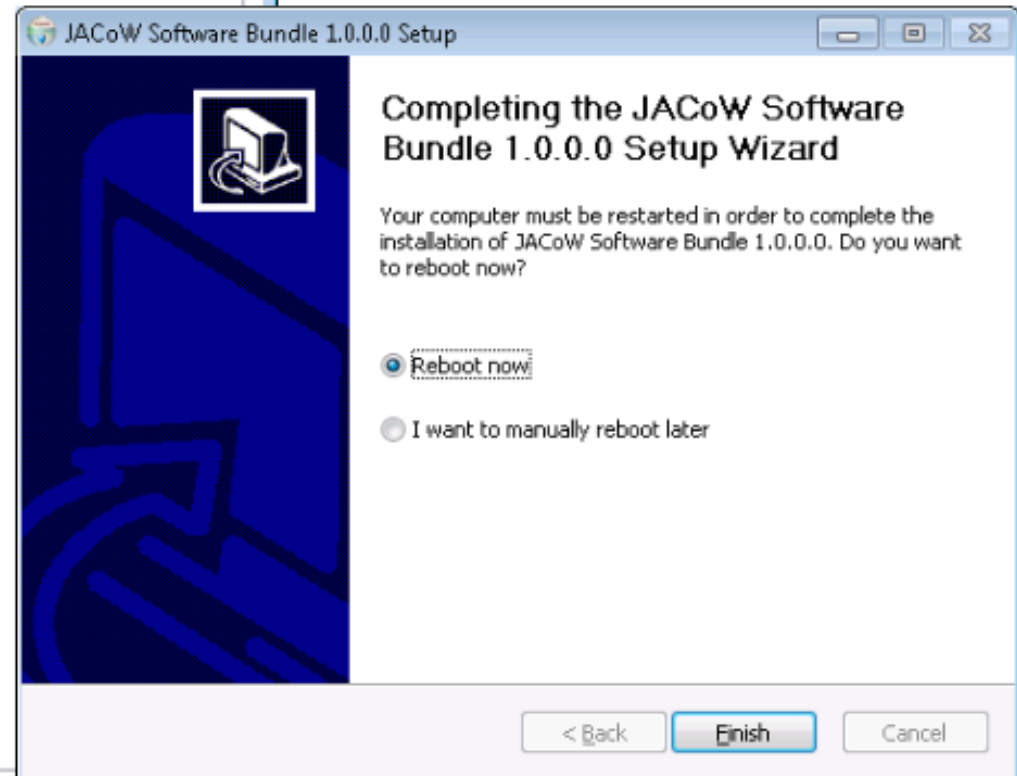 JACoW Software Bundle 1.0.0.0 Setup
Completing the JACoW Software
Bundle 1.0.0.0 Setup Wizard
Your computer must be restarted in order to complete the
installation of JACoW Software Bundle 1.0.0.0. Do you want
to reboot now?
Reboot now
I want to manually reboot later
< Back
Finish
Cancel